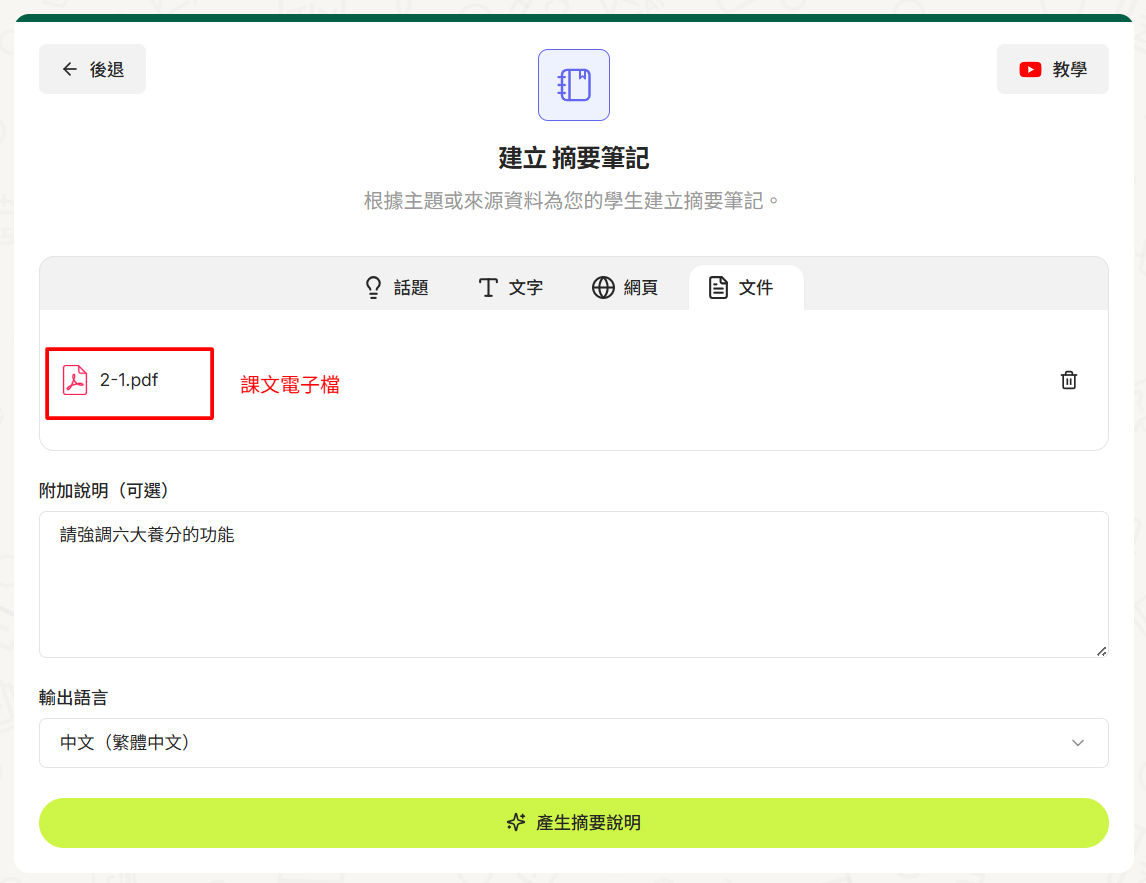 後退
教學
建立 摘要筆記
根據主題或來源資料為您的學生建立摘要筆記。
話題
文字
網頁
文件
2-1.pdf
課文電子檔
附加說明（可選）
請強調六大養分的功能
輸出語言
中文（繁體中文）
產生摘要說明